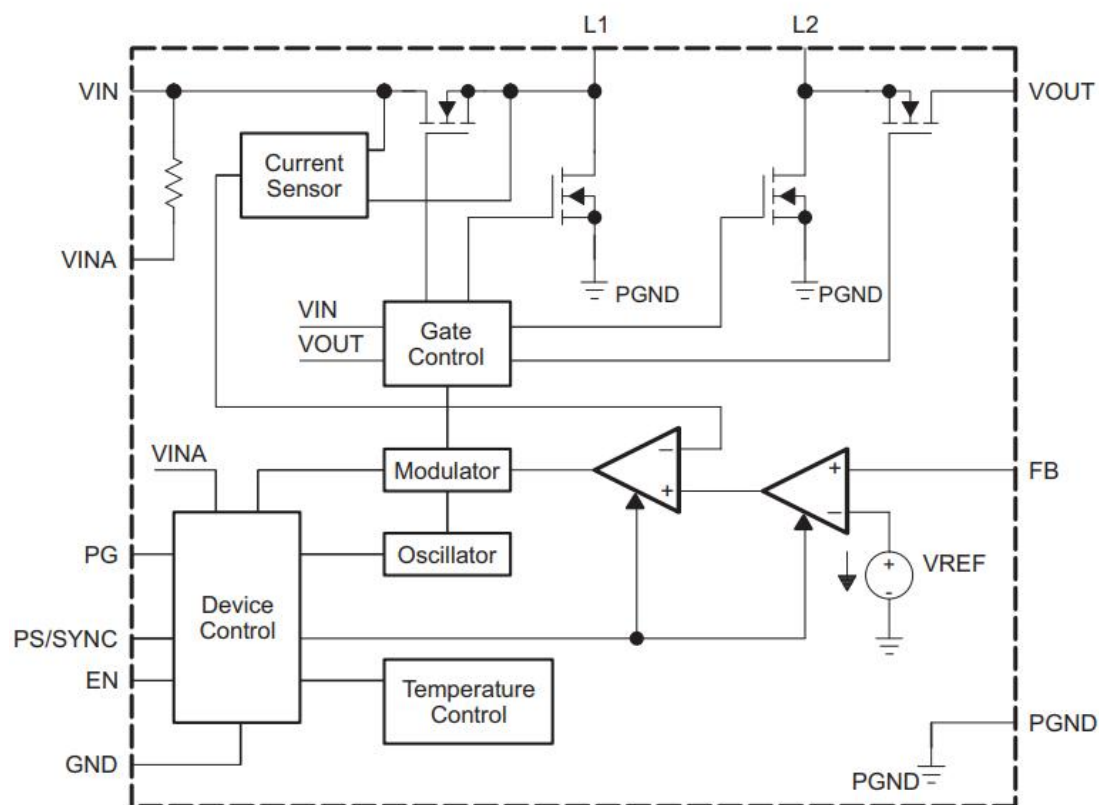 L1
L2
VIN
VOUT
Current
Sensor
VINA
PGND
PGND
VIN
VOUT
Gate
Control
VINA
Modulator
−
+
+
−
FB
PG
Oscillator
+
-
VREF
Device
Control
PS/SYNC
EN
Temperature
Control
GND
PGND
PGND